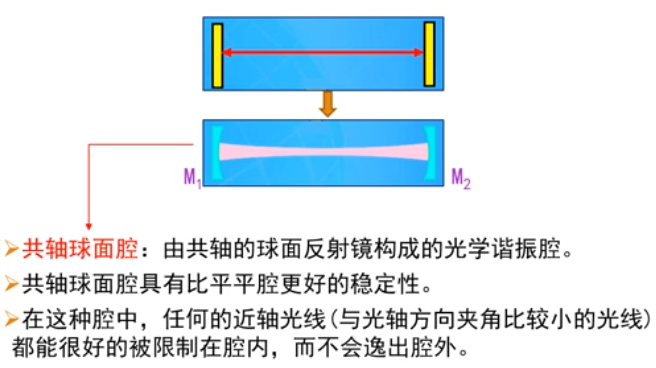 M1 M2
共轴球面腔：由共轴的球面反射镜构成的光学谐振腔。
共轴球面腔具有比平平腔更好的稳定性。
在这种腔中，任何的近轴光线(与光轴方向夹角比较小的光线)
都能很好的被限制在腔内，而不会逸出腔外。